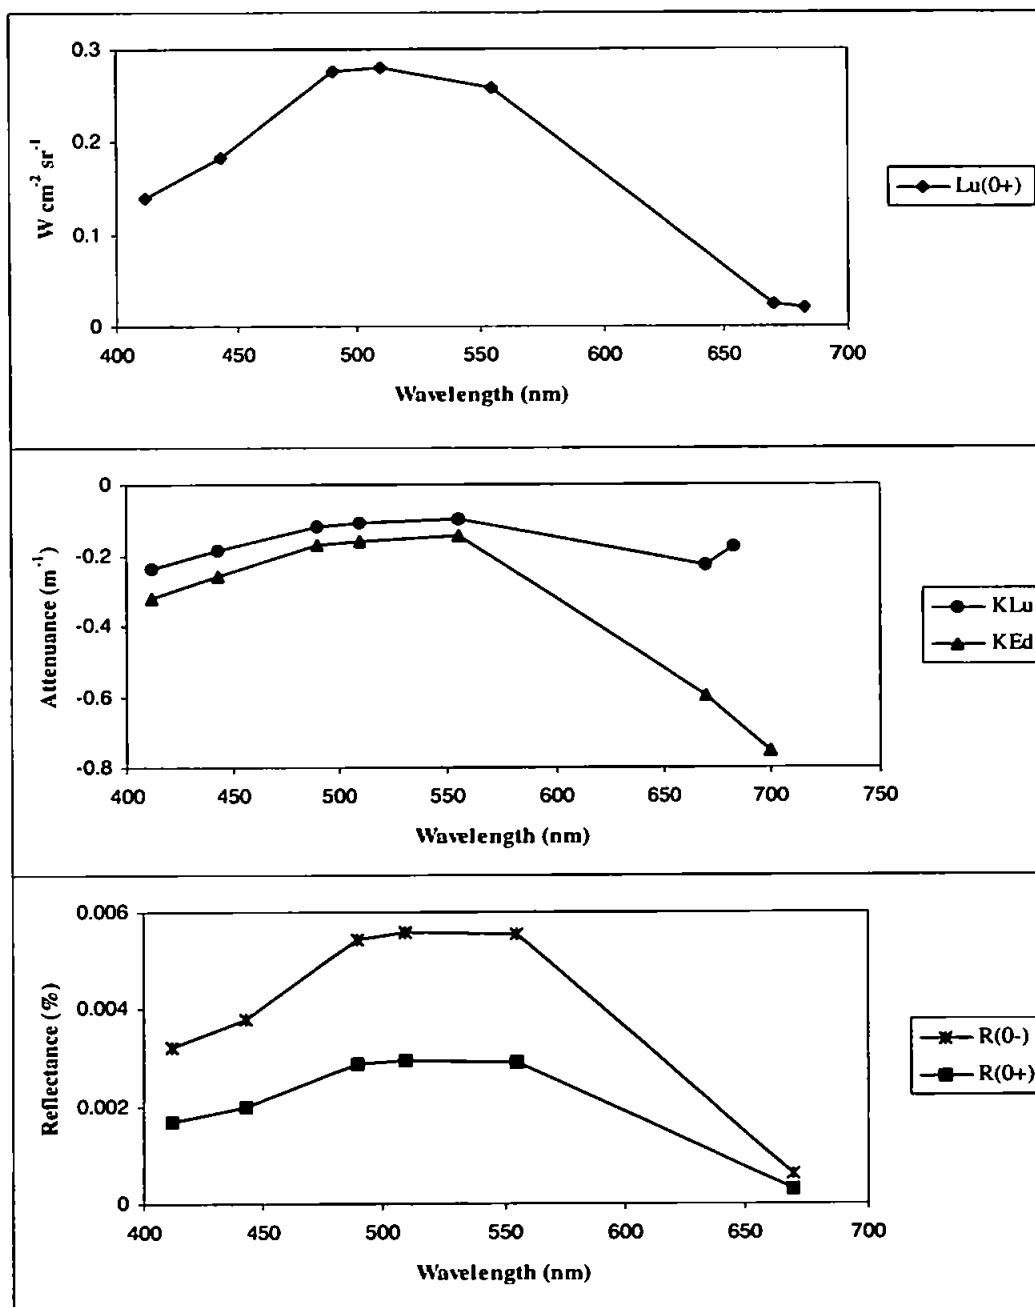 0.3
0.2
0.1
0
W cm-2 sr-1
400 450 500 550 600 650 700
Wavelength (nm)
Lu(0+)
0
-0.2
-0.4
-0.6
-0.8
Attenuance (m-1)
400 450 500 550 600 650 700 750
Wavelength (nm)
KLu
KEd
0.006
0.004
0.002
0
Reflectance (%)
400 450 500 550 600 650 700
Wavelength (nm)
R(0-)
R(0+)